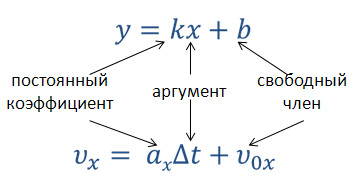 y = kx + b
постоянный
коэффициент
аргумент
свободный
член
υₓ = aₓΔt + υ₀ₓ